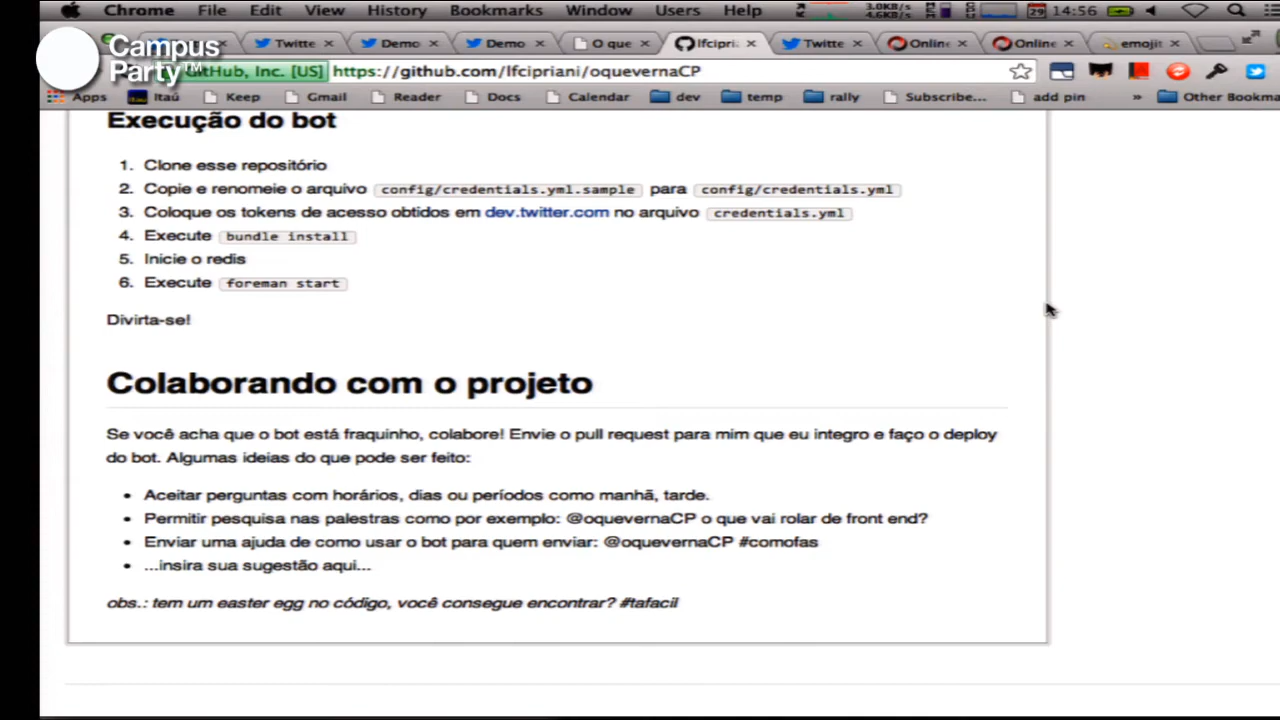 Chrome File Edit View History Bookmarks Window Users Help 3.0KB/s 4.6KB/s 29 14:56
Campus Party™
Twitte Demo Demo O que lfcipria Twitte Online Online emojit
GitHub, Inc. [US] https://github.com/lfcipriani/oquevernaCP
Apps Itaú Keep Gmail Reader Docs Calendar dev temp rally Subscribe... add pin » Other Bookma
Execução do bot
1. Clone esse repositório
2. Copie e renomeie o arquivo config/credentials.yml.sample para config/credentials.yml
3. Coloque os tokens de acesso obtidos em dev.twitter.com no arquivo credentials.yml
4. Execute bundle install
5. Inicie o redis
6. Execute foreman start
Divirta-se!
Colaborando com o projeto
Se você acha que o bot está fraquinho, colabore! Envie o pull request para mim que eu integro e faço o deploy
do bot. Algumas ideias do que pode ser feito:
• Aceitar perguntas com horários, dias ou períodos como manhã, tarde.
• Permitir pesquisa nas palestras como por exemplo: @oquevernaCP o que vai rolar de front end?
• Enviar uma ajuda de como usar o bot para quem enviar: @oquevernaCP #comofas
• ...insira sua sugestão aqui...
obs.: tem um easter egg no código, você consegue encontrar? #tafacil